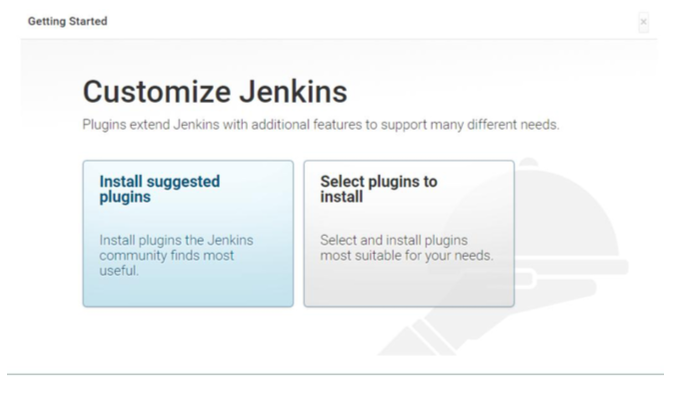 Getting Started
×
Customize Jenkins
Plugins extend Jenkins with additional features to support many different needs.
Install suggested
plugins
Install plugins the Jenkins
community finds most
useful.
Select plugins to
install
Select and install plugins
most suitable for your needs.